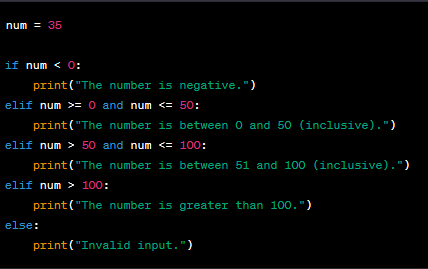 num = 35

if num < 0:
    print("The number is negative.")
elif num >= 0 and num <= 50:
    print("The number is between 0 and 50 (inclusive).")
elif num > 50 and num <= 100:
    print("The number is between 51 and 100 (inclusive).")
elif num > 100:
    print("The number is greater than 100.")
else:
    print("Invalid input.")